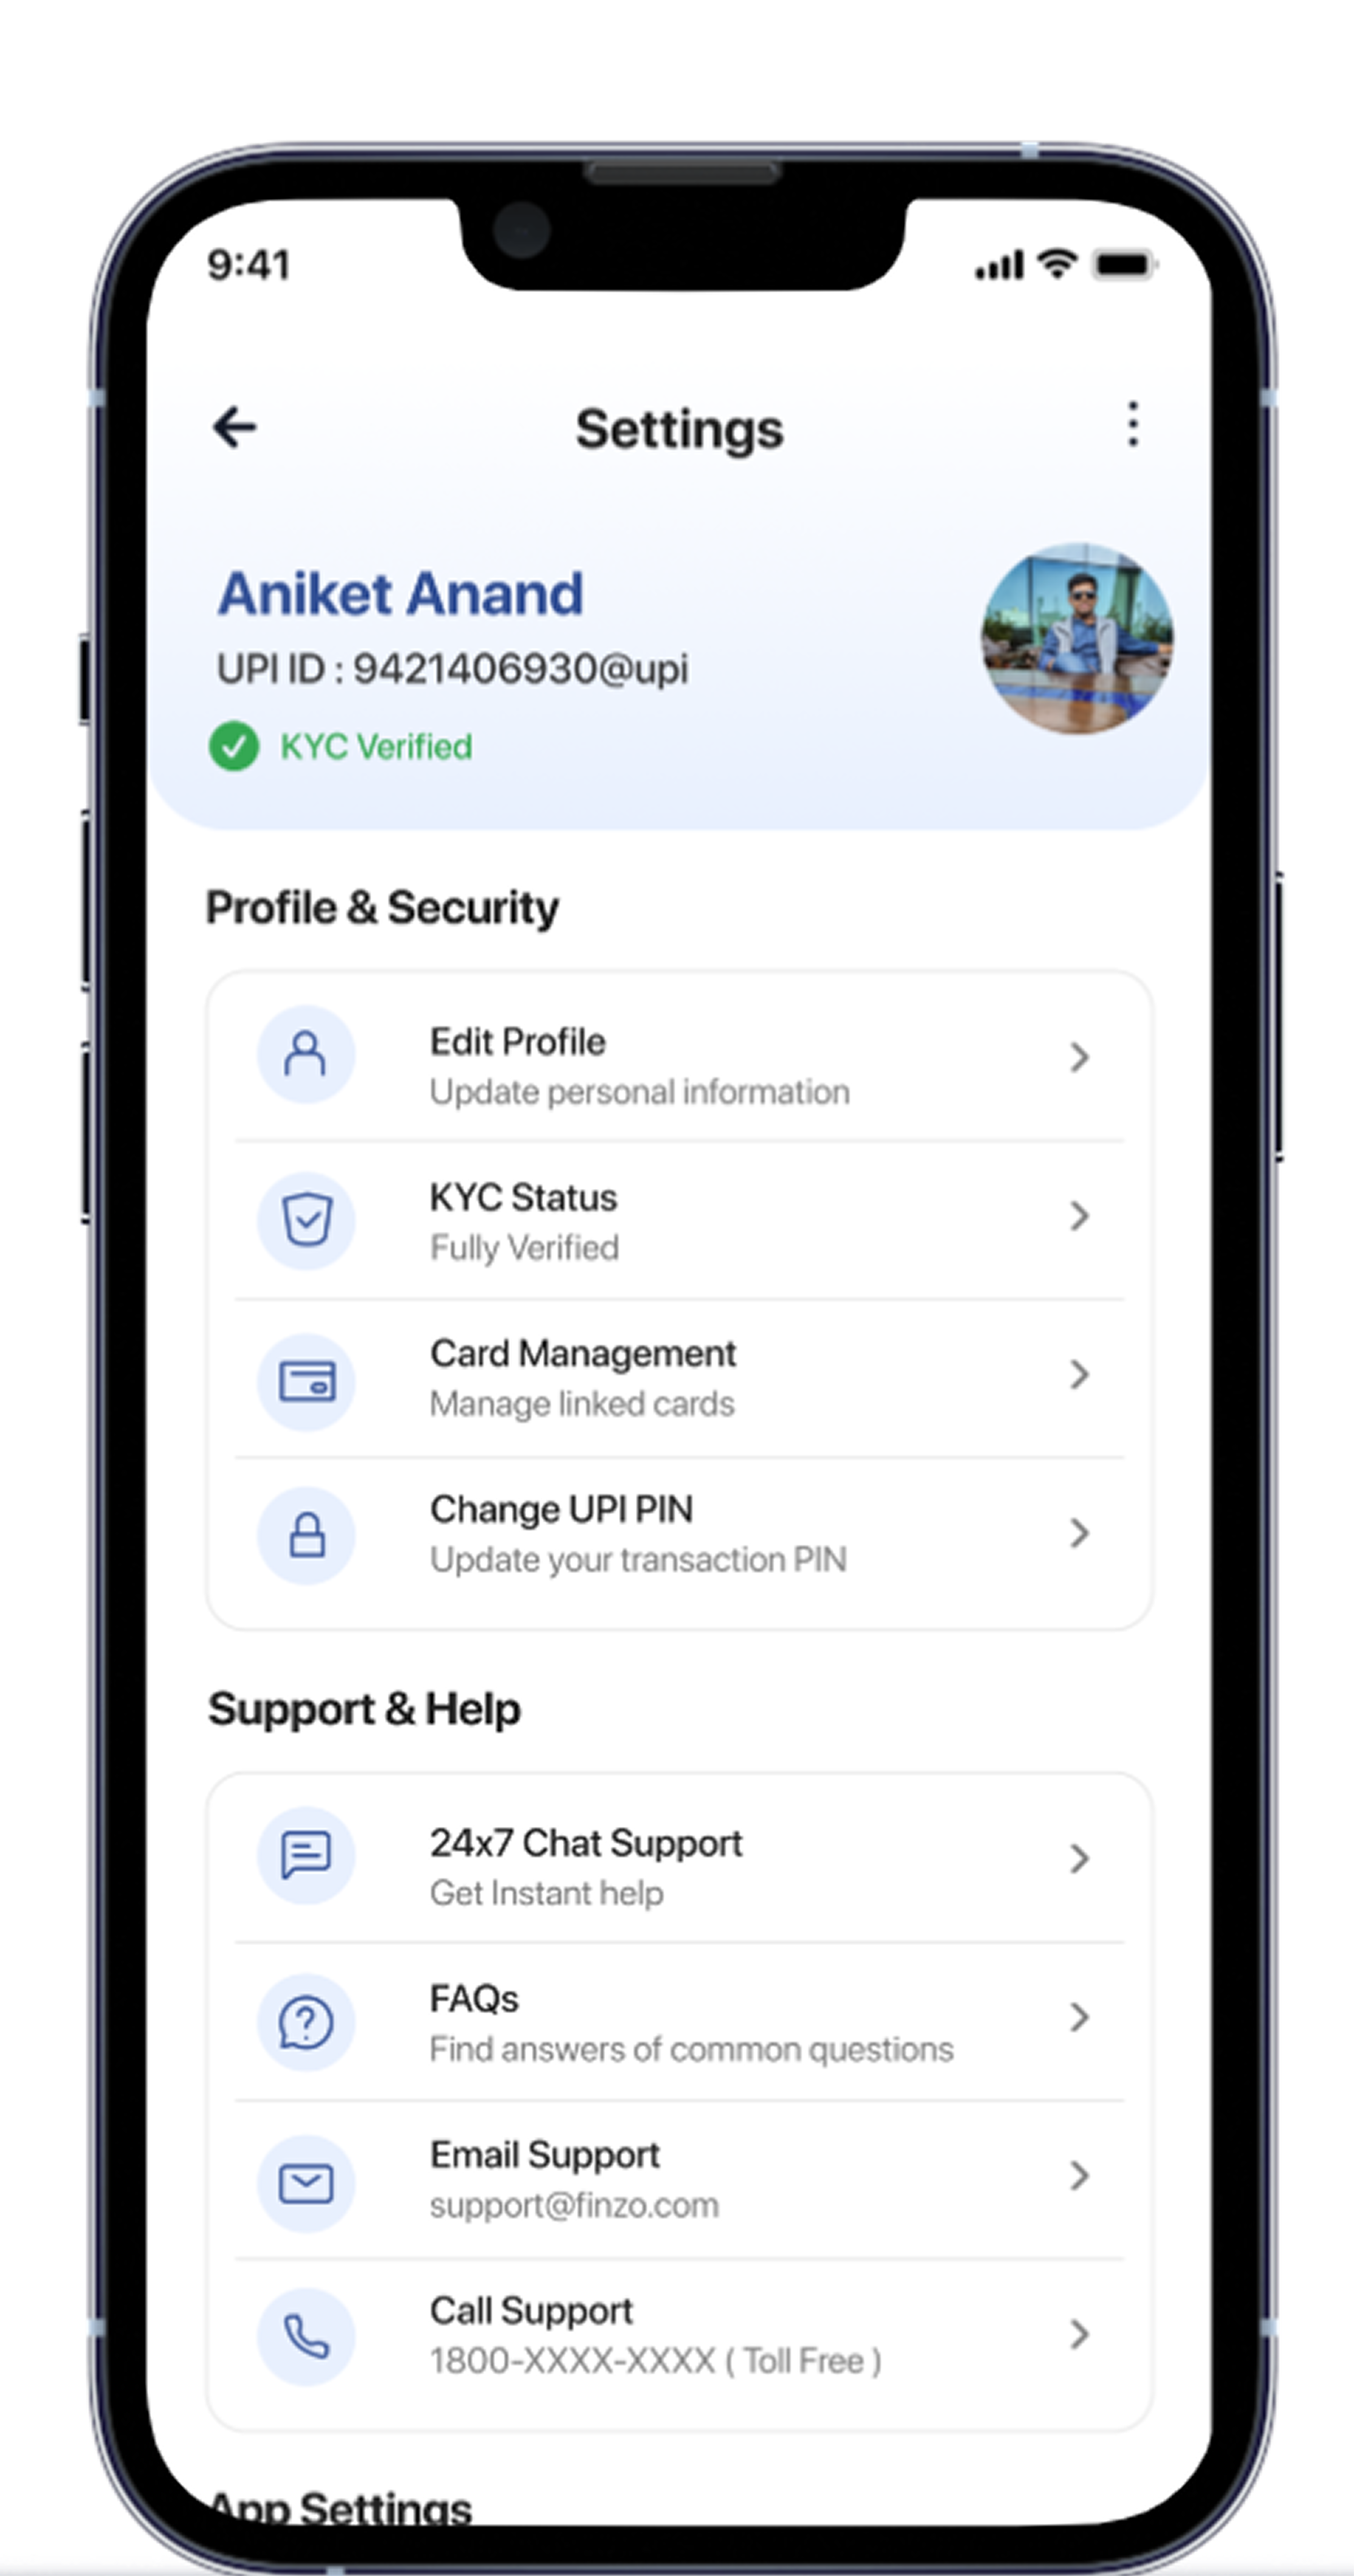 9:41
Settings
Aniket Anand
UPI ID : 9421406930@upi
KYC Verified
Profile & Security
Edit Profile
Update personal information
KYC Status
Fully Verified
Card Management
Manage linked cards
Change UPI PIN
Update your transaction PIN
Support & Help
24x7 Chat Support
Get Instant help
FAQs
Find answers of common questions
Email Support
support@finzo.com
Call Support
1800-XXXX-XXXX ( Toll Free )
App Settings